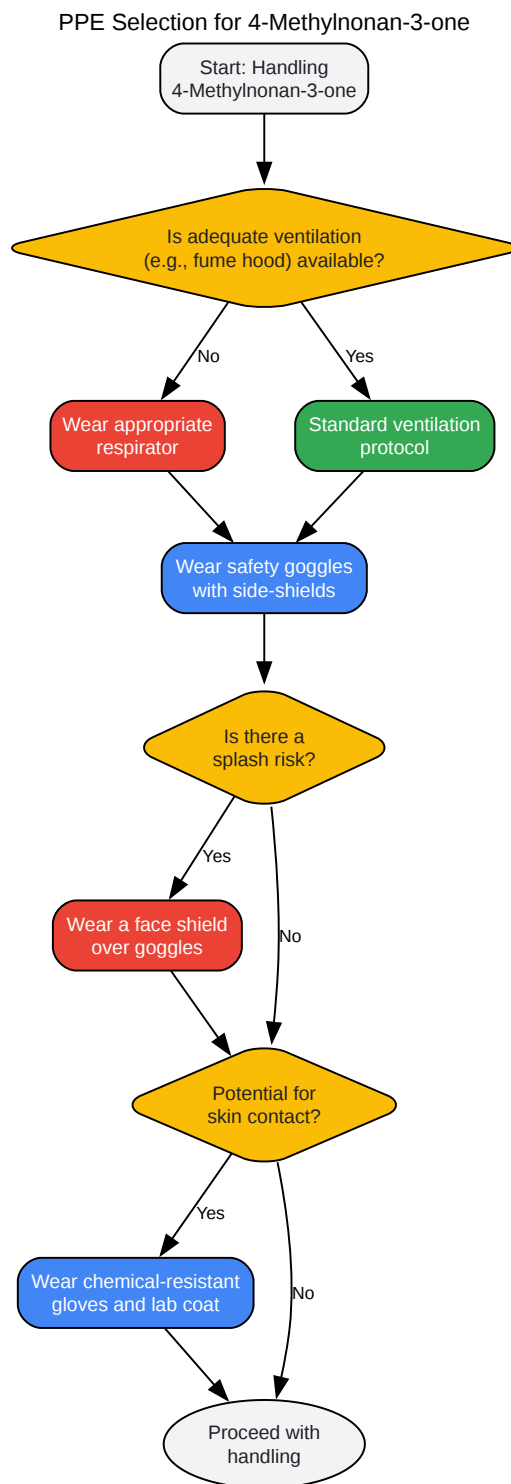 PPE Selection for 4-Methylnonan-3-one
Start: Handling
4-Methylnonan-3-one
Is adequate ventilation
(e.g., fume hood) available?
No
Yes
Wear appropriate
respirator
Standard ventilation
protocol
Wear safety goggles
with side-shields
Is there a
splash risk?
Yes
Wear a face shield
over goggles
No
Potential for
skin contact?
Yes
Wear chemical-resistant
gloves and lab coat
No
Proceed with
handling